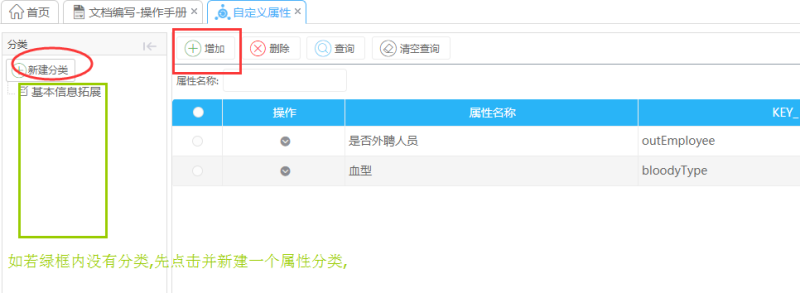 首页 文档编写-操作手册 自定义属性
分类
新建分类
基本信息拓展
增加 删除 查询 清空查询
属性名称:
操作 属性名称 KEY_
是否外聘人员 outEmployee
血型 bloodyType
如若绿框内没有分类,先点击并新建一个属性分类,